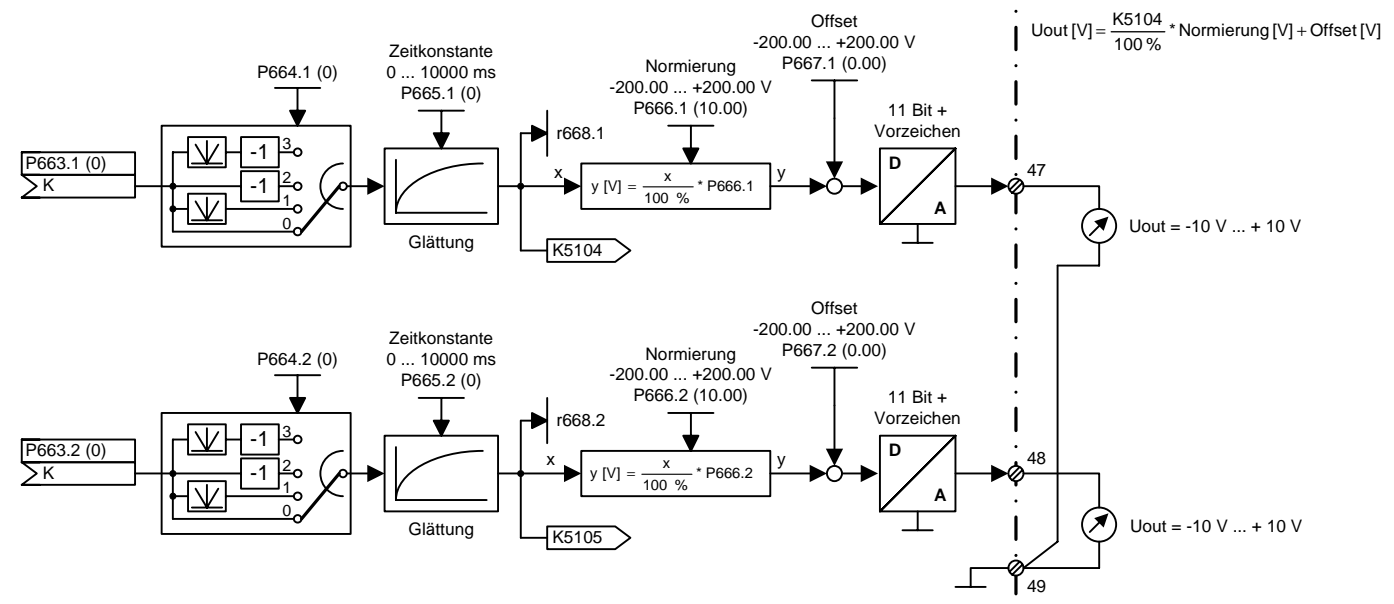 Uout [V] = K5104 / 100 % * Normierung [V] + Offset [V]
Offset
-200.00 ... +200.00 V
P667.1 (0.00)
Zeitkonstante
0 ... 10000 ms
P665.1 (0)
P664.1 (0)
Normierung
-200.00 ... +200.00 V
P666.1 (10.00)
11 Bit +
Vorzeichen
r668.1
P663.1 (0)
K
-1
3
-1
2
1
0
Glättung
x
y [V] = x / 100 % * P666.1
y
D
A
47
K5104
Uout = -10 V ... + 10 V
Offset
-200.00 ... +200.00 V
P667.2 (0.00)
Zeitkonstante
0 ... 10000 ms
P665.2 (0)
P664.2 (0)
Normierung
-200.00 ... +200.00 V
P666.2 (10.00)
11 Bit +
Vorzeichen
r668.2
P663.2 (0)
K
-1
3
-1
2
1
0
Glättung
x
y [V] = x / 100 % * P666.2
y
D
A
48
K5105
Uout = -10 V ... + 10 V
49